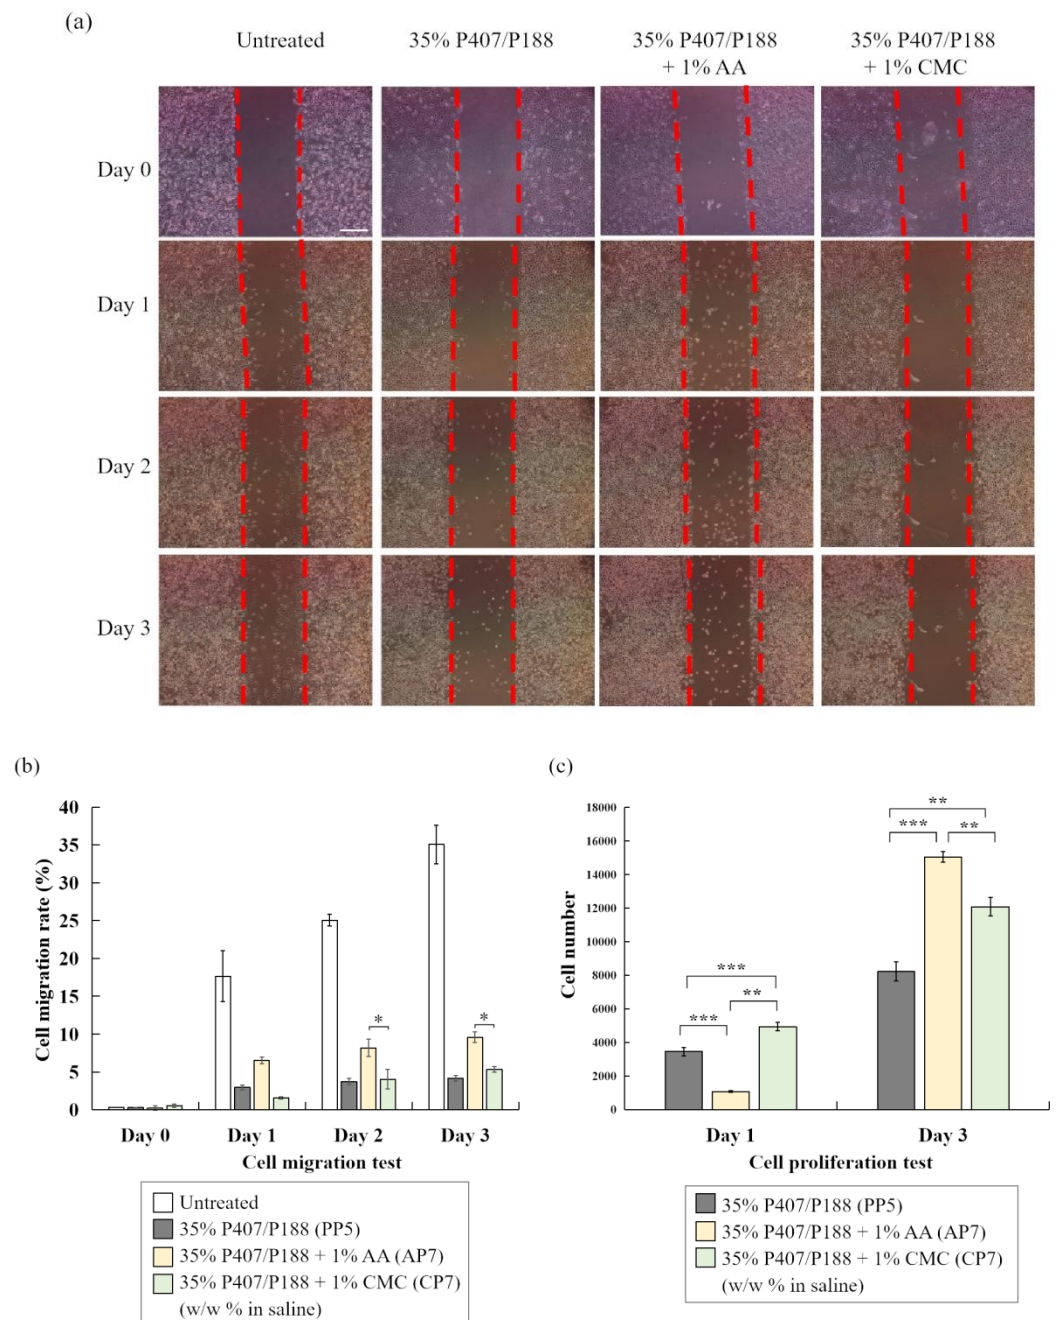 (a)
Untreated
35% P407/P188
35% P407/P188
+ 1% AA
35% P407/P188
+ 1% CMC
Day 0
Day 1
Day 2
Day 3
(b)
40
35
30
25
20
15
10
5
0
Cell migration rate (%)
*
*
Day 0 Day 1 Day 2 Day 3
Cell migration test
Untreated
35% P407/P188 (PP5)
35% P407/P188 + 1% AA (AP7)
35% P407/P188 + 1% CMC (CP7)
(w/w % in saline)
(c)
18000
16000
14000
12000
10000
8000
6000
4000
2000
0
Cell number
***
**
***
**
***
**
Day 1 Day 3
Cell proliferation test
35% P407/P188 (PP5)
35% P407/P188 + 1% AA (AP7)
35% P407/P188 + 1% CMC (CP7)
(w/w % in saline)